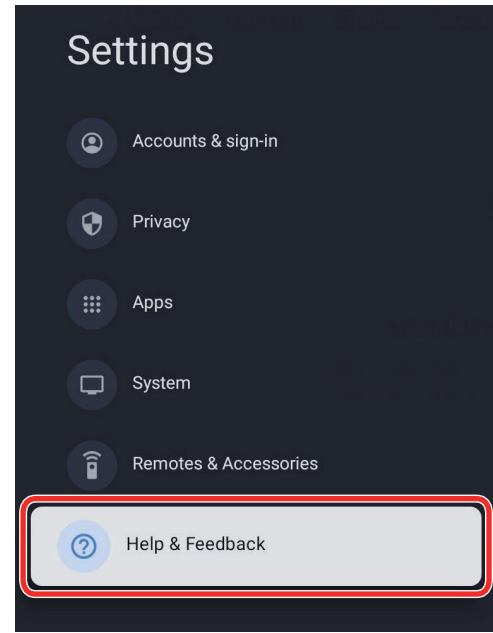 Settings
Accounts & sign-in
Privacy
Apps
System
Remotes & Accessories
Help & Feedback